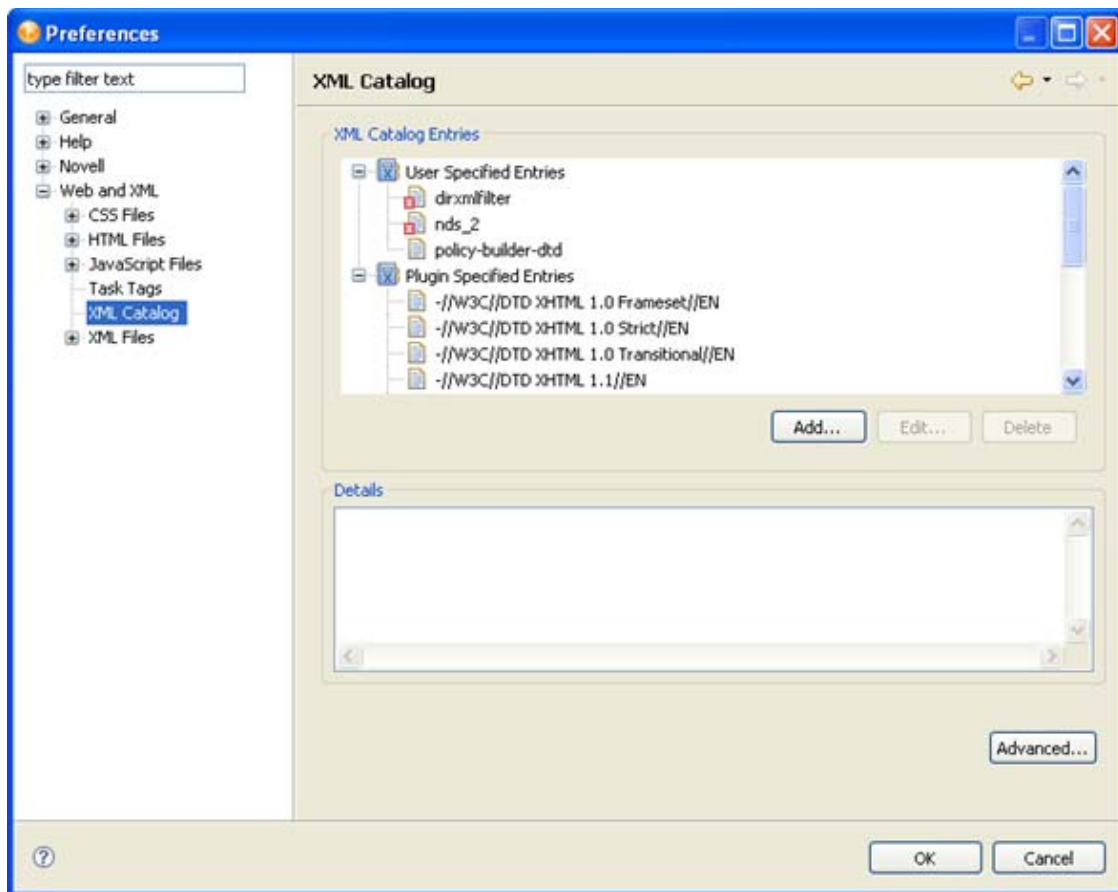 Preferences
type filter text
General
Help
Novell
Web and XML
CSS Files
HTML Files
JavaScript Files
Task Tags
XML Catalog
XML Files
XML Catalog
XML Catalog Entries
User Specified Entries
dirxmlfilter
nds_2
policy-builder-dtd
Plugin Specified Entries
-//W3C//DTD XHTML 1.0 Frameset//EN
-//W3C//DTD XHTML 1.0 Strict//EN
-//W3C//DTD XHTML 1.0 Transitional//EN
-//W3C//DTD XHTML 1.1//EN
Add... Edit... Delete
Details
Advanced...
OK Cancel